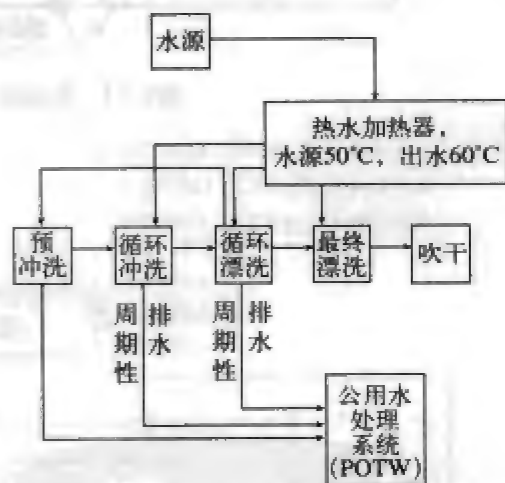 水源
热水加热器，
水源50℃，出水60℃
预
冲洗
循环
冲洗
循环
漂洗
最终
漂洗
吹干
周期性
排水
周期性
排水
公用水
处理
系统
(POTW)